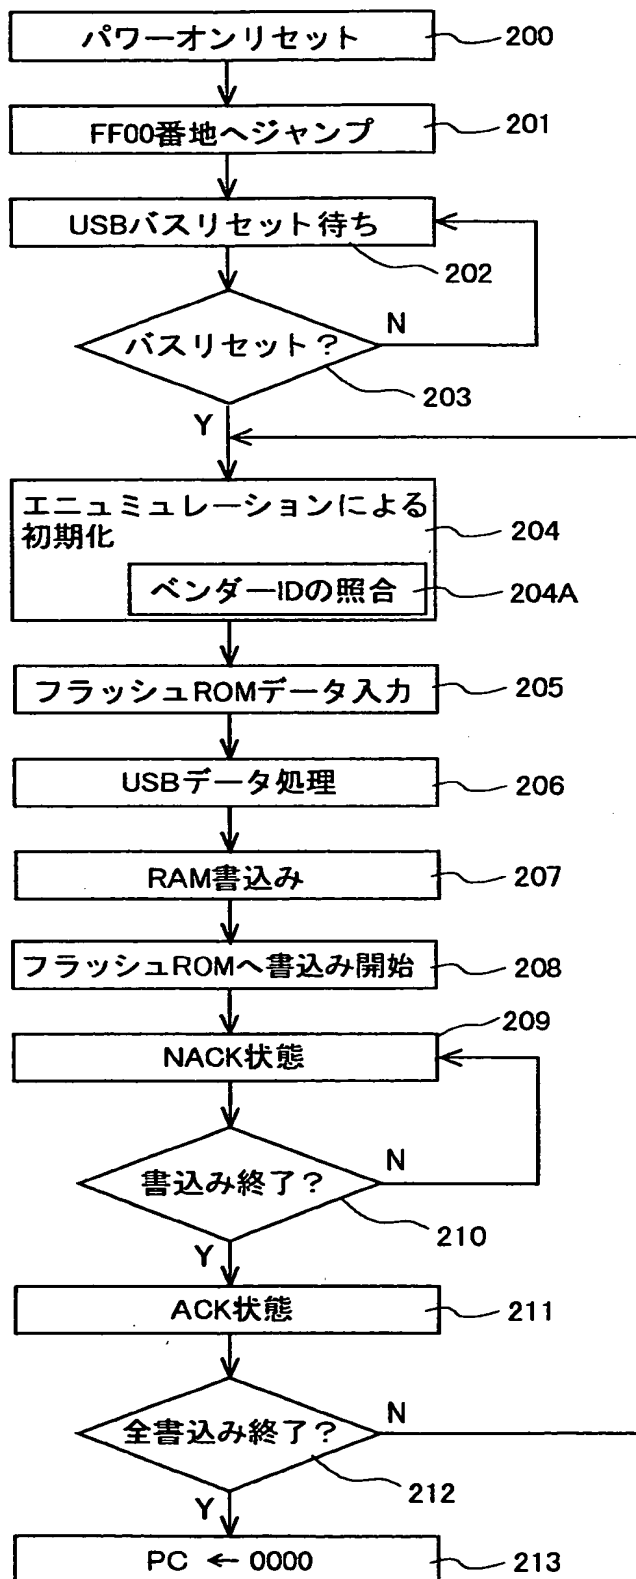 パワーオンリセット
200
FF00番地へジャンプ
201
USBバスリセット待ち
202
バスリセット？
N
203
Y
エニュミュレーションによる
初期化
204
ベンダーIDの照合
204A
フラッシュROMデータ入力
205
USBデータ処理
206
RAM書込み
207
フラッシュROMへ書込み開始
208
209
NACK状態
書込み終了？
N
210
Y
ACK状態
211
全書込み終了？
N
212
Y
PC ← 0000
213